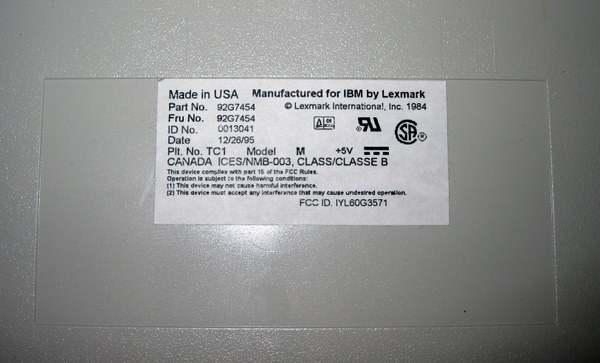 Made in USA Manufactured for IBM by Lexmark
Part No. 92G7454 © Lexmark International, Inc. 1984
Fru No. 92G7454
ID No. 0013041
Date 12/26/95
Plt. No. TC1 Model M +5V
CANADA ICES/NMB-003, CLASS/CLASSE B
This device complies with part 15 of the FCC Rules.
Operation is subject to the following conditions:
(1) This device may not cause harmful interference.
(2) This device must accept any interference that may cause undesired operation.
FCC ID. IYL60G3571